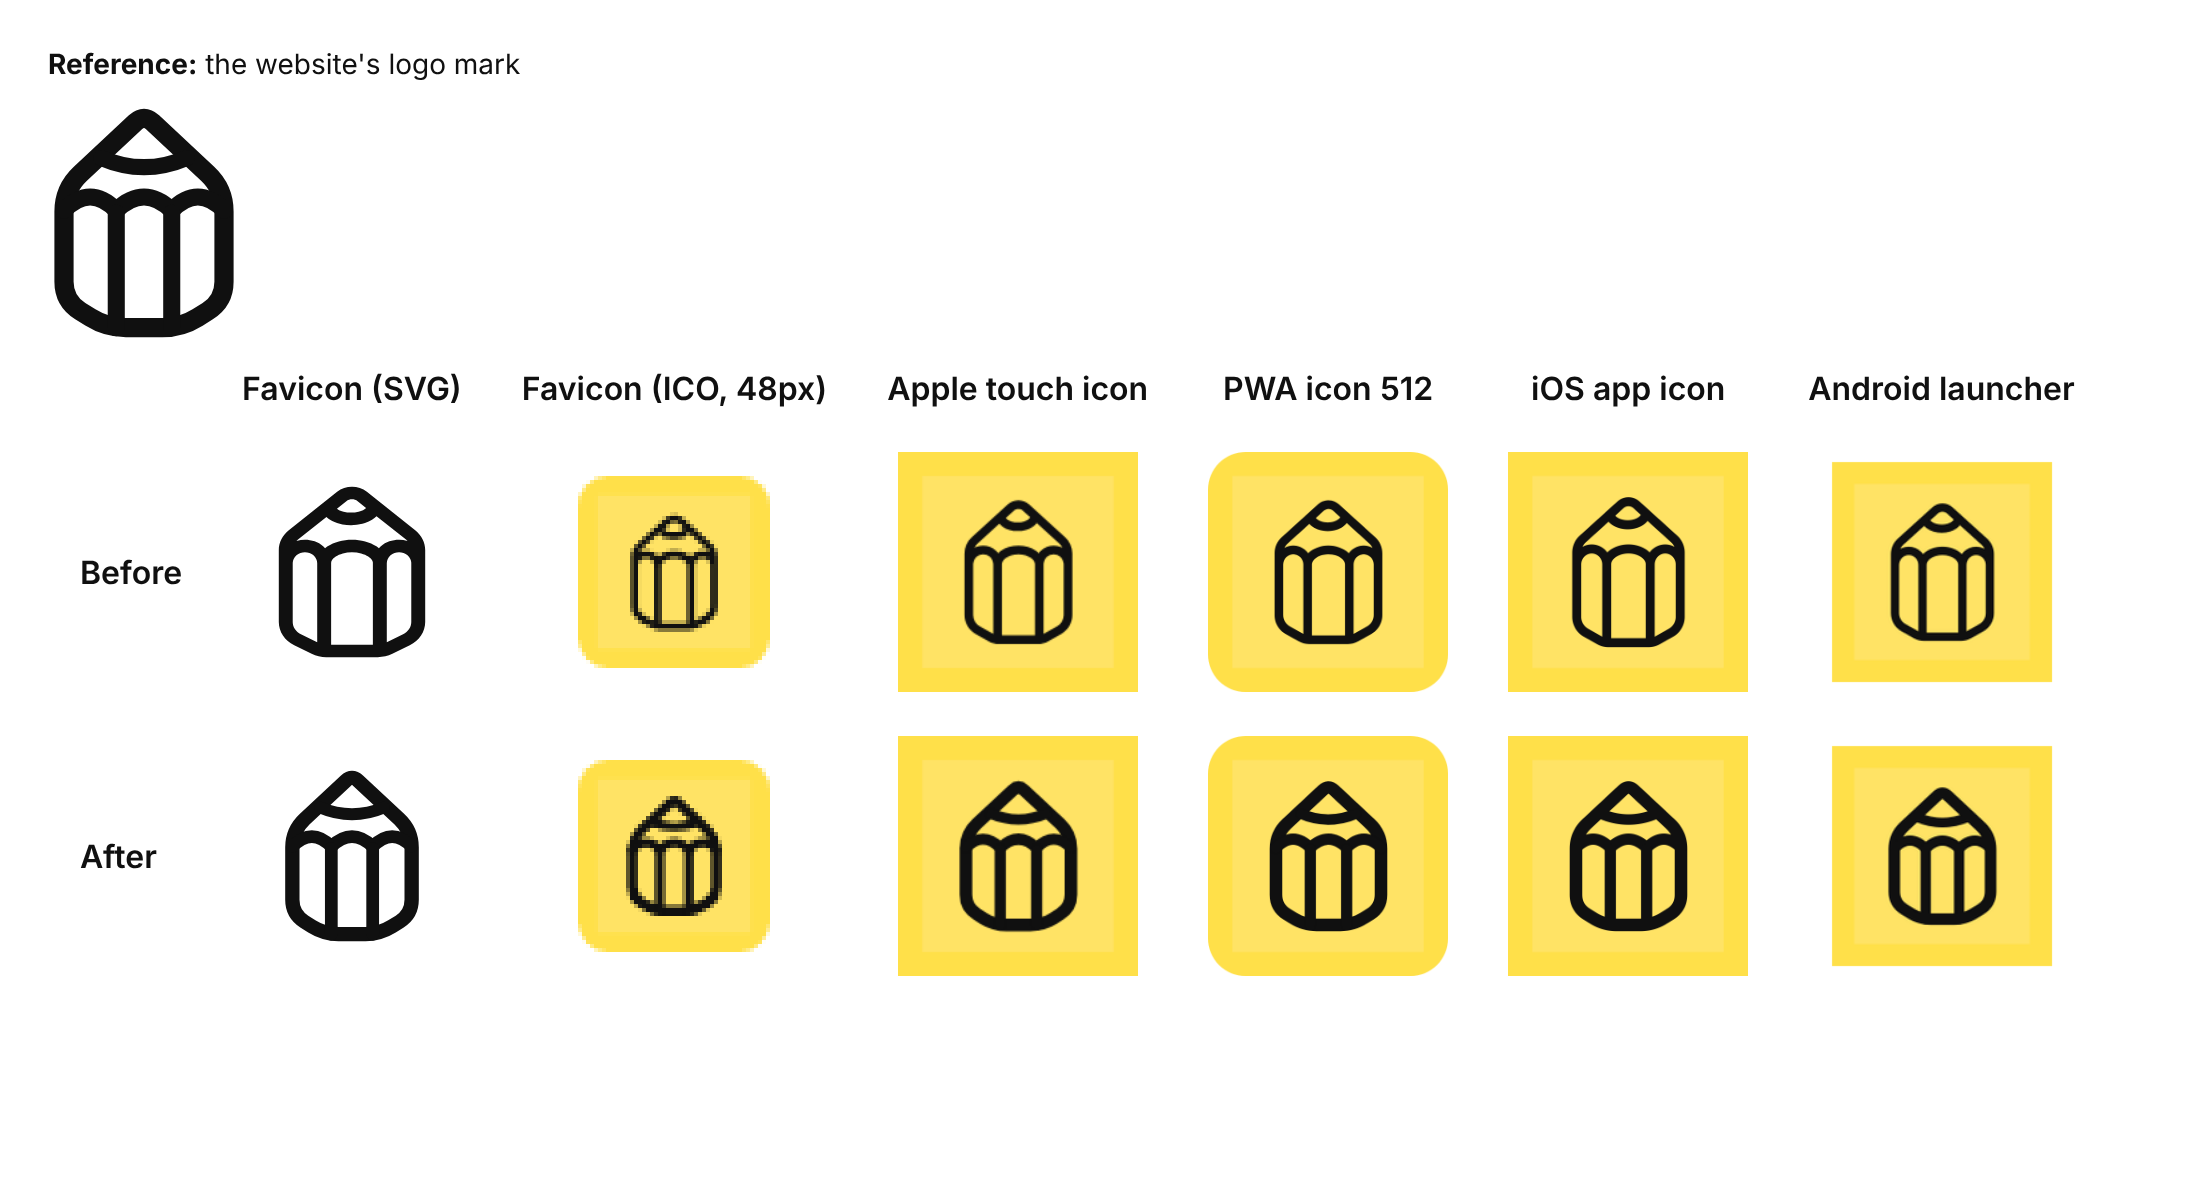 Reference: the website's logo mark
Favicon (SVG) Favicon (ICO, 48px) Apple touch icon PWA icon 512 iOS app icon Android launcher
Before
After